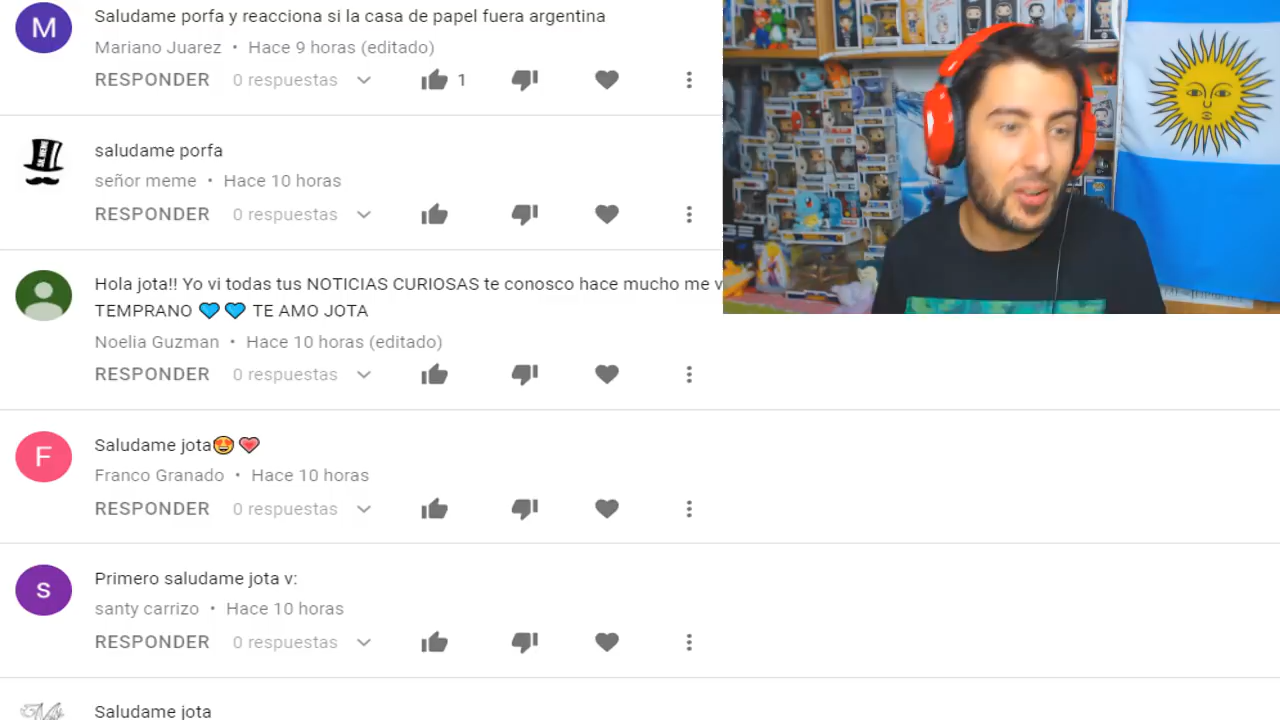 M
Saludame porfa y reacciona si la casa de papel fuera argentina
Mariano Juarez • Hace 9 horas (editado)
RESPONDER 0 respuestas 1
saludame porfa
señor meme • Hace 10 horas
RESPONDER 0 respuestas
Hola jota!! Yo vi todas tus NOTICIAS CURIOSAS te conosco hace mucho me v
TEMPRANO 💙 💙 TE AMO JOTA
Noelia Guzman • Hace 10 horas (editado)
RESPONDER 0 respuestas
F
Saludame jota😍 ❤
Franco Granado • Hace 10 horas
RESPONDER 0 respuestas
s
Primero saludame jota v:
santy carrizo • Hace 10 horas
RESPONDER 0 respuestas
Saludame jota